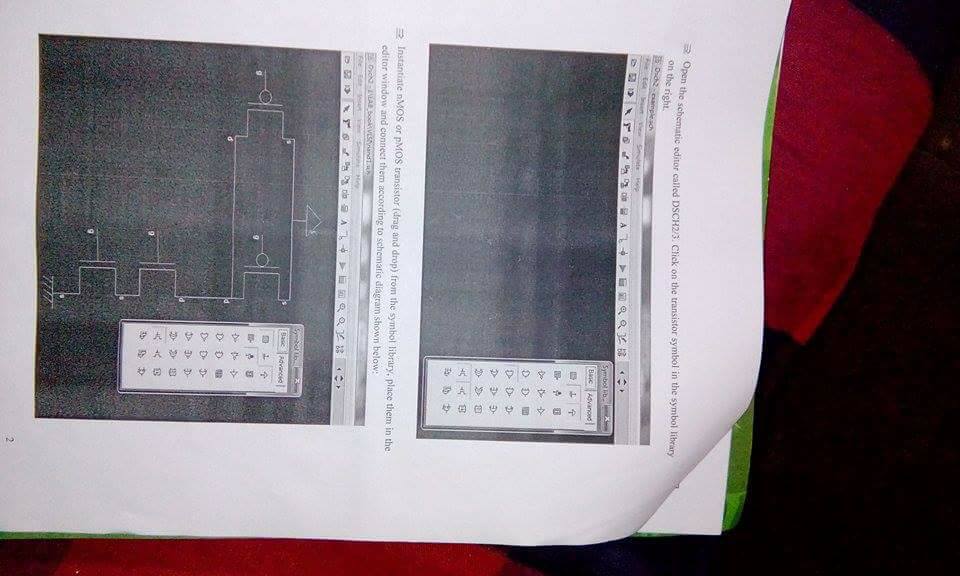 ⇒ Open the schematic editor called DSCH2/3. Click on the transistor symbol in the symbol library
on the right.
Dsch2 - example.sch
File Edit Insert View Simulate Help
A
Symbol lib...
Basic Advanced
⇒ Instantiate nMOS or pMOS transistor (drag and drop) from the symbol library, place them in the
editor window and connect them according to schematic diagram shown below:
Dsch2 - E:\LAB_book\VLSI\nand1.sch
File Edit Insert View Simulate Help
A
Symbol lib...
Basic Advanced
s
s
g
g
d
d
d
g
s
g
s
2